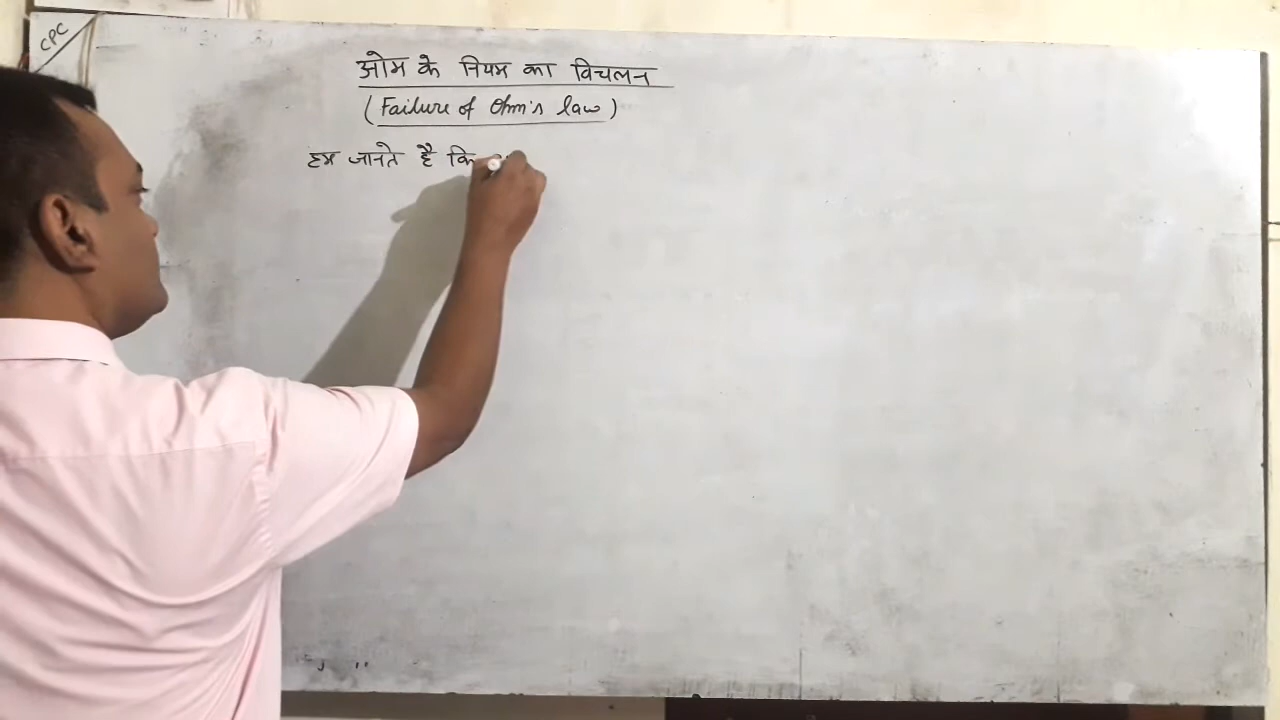 CPC
ओम के नियम का विचलन
(Failure of Ohm's law)
हम जानते है कि